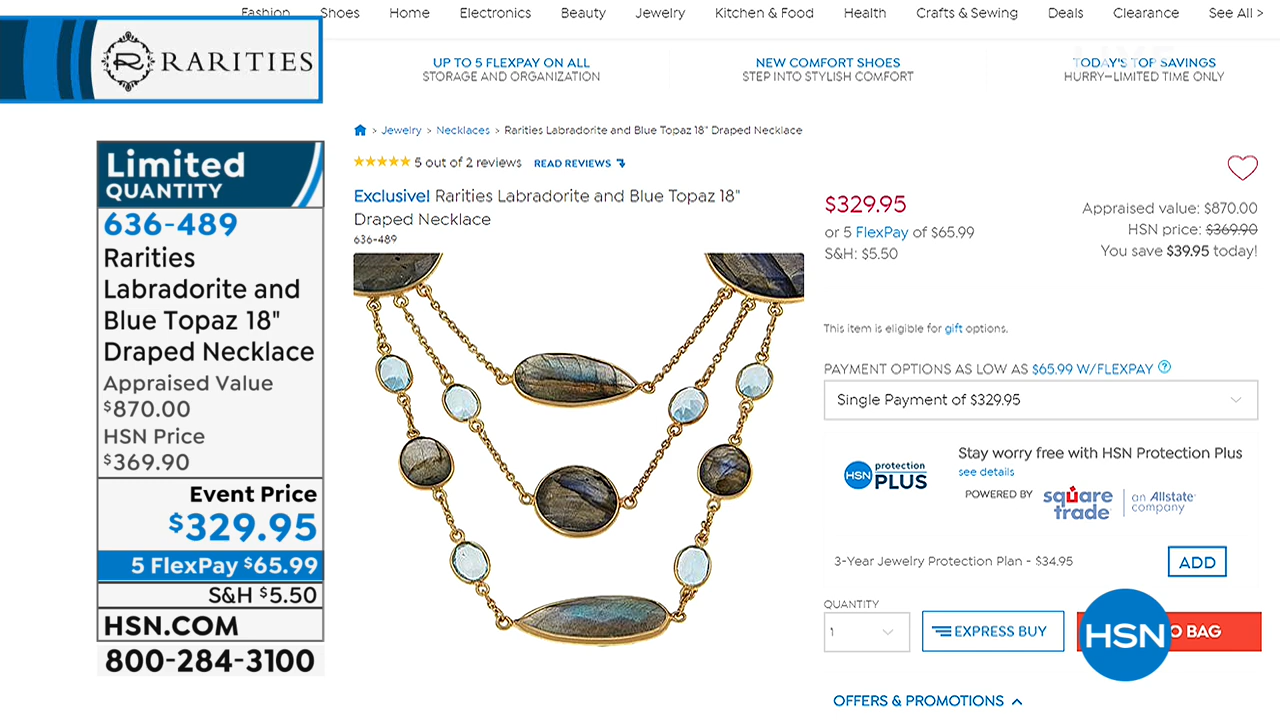 Fashion Shoes Home Electronics Beauty Jewelry Kitchen & Food Health Crafts & Sewing Deals Clearance See All >
R RARITIES
UP TO 5 FLEXPAY ON ALL
STORAGE AND ORGANIZATION
NEW COMFORT SHOES
STEP INTO STYLISH COMFORT
LIVE
TODAY'S TOP SAVINGS
HURRY–LIMITED TIME ONLY
Limited
QUANTITY
636-489
Rarities
Labradorite and
Blue Topaz 18"
Draped Necklace
Appraised Value
$870.00
HSN Price
$369.90
Event Price
$329.95
5 FlexPay $65.99
S&H $5.50
HSN.COM
800-284-3100
> Jewelry > Necklaces > Rarities Labradorite and Blue Topaz 18" Draped Necklace
5 out of 2 reviews READ REVIEWS
Exclusive! Rarities Labradorite and Blue Topaz 18"
Draped Necklace
636-489
$329.95
or 5 FlexPay of $65.99
S&H: $5.50
Appraised value: $870.00
HSN price: $369.90
You save $39.95 today!
This item is eligible for gift options.
PAYMENT OPTIONS AS LOW AS $65.99 W/FLEXPAY ?
Single Payment of $329.95
HSN protection PLUS
Stay worry free with HSN Protection Plus
see details
POWERED BY square trade | an Allstate company
3-Year Jewelry Protection Plan - $34.95
ADD
QUANTITY
1
EXPRESS BUY
HSN
O BAG
OFFERS & PROMOTIONS